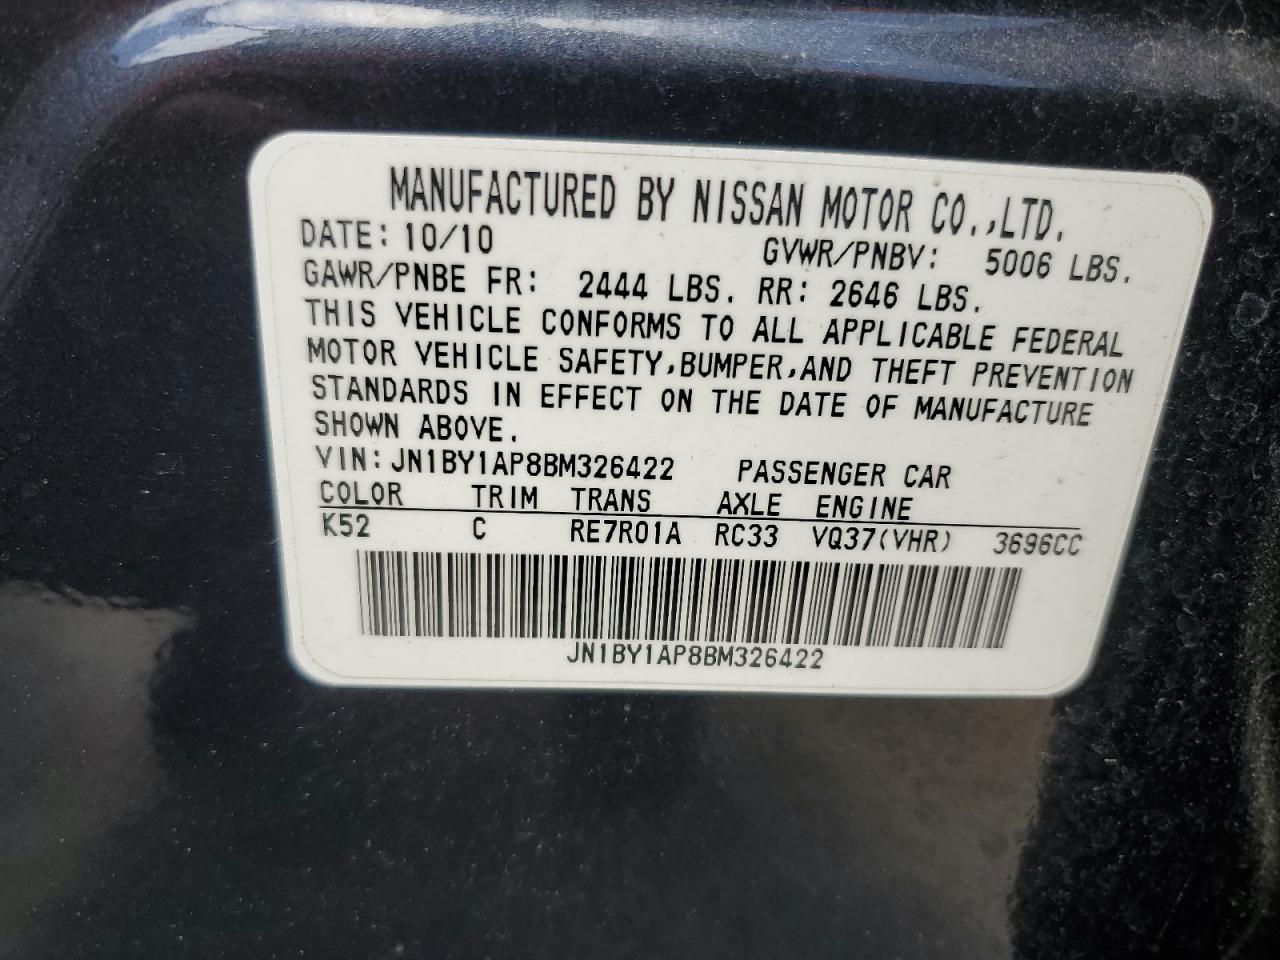 MANUFACTURED BY NISSAN MOTOR CO.,LTD.
DATE: 10/10 GVWR/PNBV: 5006 LBS.
GAWR/PNBE FR: 2444 LBS. RR: 2646 LBS.
THIS VEHICLE CONFORMS TO ALL APPLICABLE FEDERAL
MOTOR VEHICLE SAFETY,BUMPER,AND THEFT PREVENTION
STANDARDS IN EFFECT ON THE DATE OF MANUFACTURE
SHOWN ABOVE.
VIN: JN1BY1AP8BM326422 PASSENGER CAR
COLOR TRIM TRANS AXLE ENGINE
K52 C RE7R01A RC33 VQ37(VHR) 3696CC
JN1BY1AP8BM326422